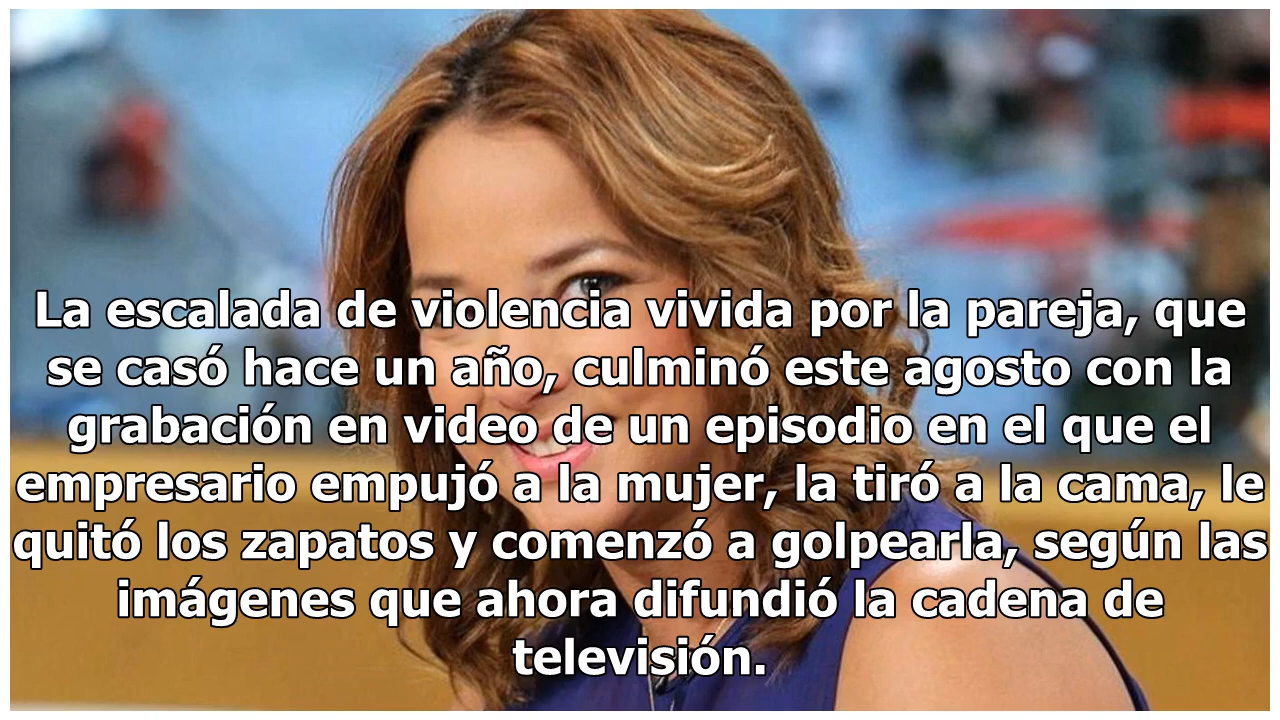 La escalada de violencia vivida por la pareja, que
se casó hace un año, culminó este agosto con la
grabación en video de un episodio en el que el
empresario empujó a la mujer, la tiró a la cama, le
quitó los zapatos y comenzó a golpearla, según las
imágenes que ahora difundió la cadena de
televisión.